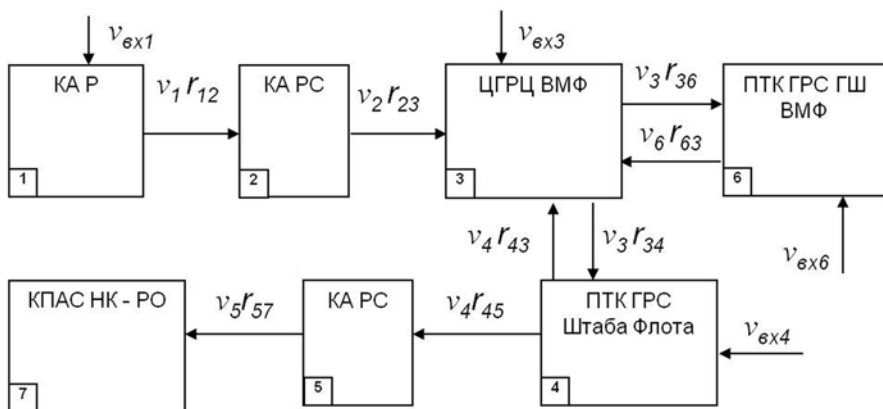 v_вх1
v_вх3
КА Р
v_1 r_12
КА РС
v_2 r_23
ЦГРЦ ВМФ
v_3 r_36
ПТК ГРС ГШ
ВМФ
v_6 r_63
1
2
3
6
v_4 r_43
v_3 r_34
v_вх6
КПАС НК - РО
v_5 r_57
КА РС
v_4 r_45
ПТК ГРС
Штаба Флота
v_вх4
7
5
4